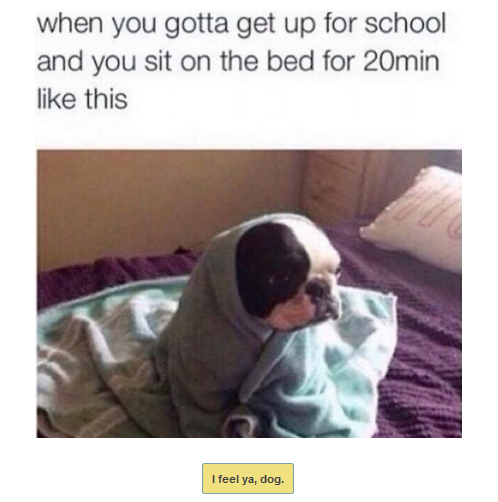 when you gotta get up for school
and you sit on the bed for 20min
like this
I feel ya, dog.